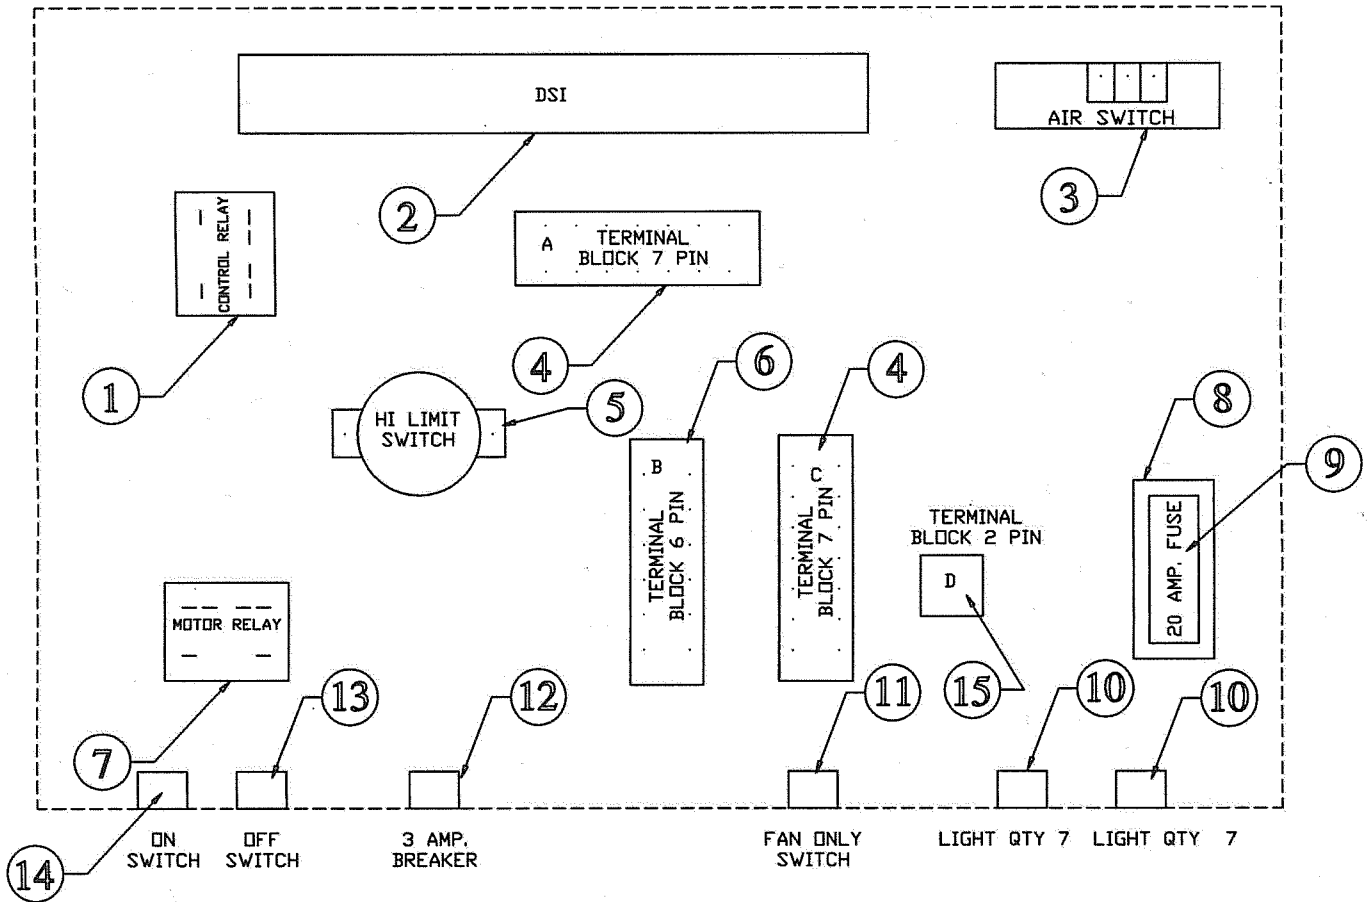 DSI
AIR SWITCH
2
3
CONTROL RELAY
A
TERMINAL
BLOCK 7 PIN
1
4
6
4
HI LIMIT
SWITCH
5
8
9
B
TERMINAL
BLOCK 6 PIN
C
TERMINAL
BLOCK 7 PIN
TERMINAL
BLOCK 2 PIN
D
20 AMP. FUSE
MOTOR RELAY
7
13
12
11
15
10
10
14
ON
SWITCH
OFF
SWITCH
3 AMP.
BREAKER
FAN ONLY
SWITCH
LIGHT QTY 7
LIGHT QTY 7